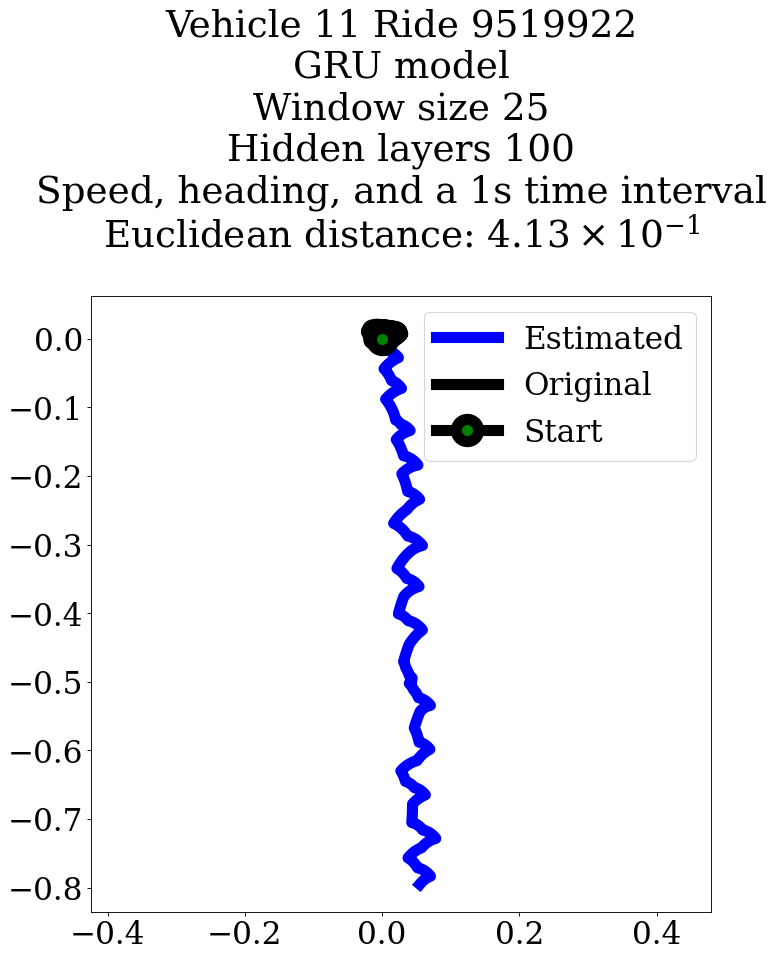 Vehicle 11 Ride 9519922
GRU model
Window size 25
Hidden layers 100
Speed, heading, and a 1s time interval
Euclidean distance: 4.13 × 10⁻¹
Estimated
Original
Start
0.0
−0.1
−0.2
−0.3
−0.4
−0.5
−0.6
−0.7
−0.8
−0.4 −0.2 0.0 0.2 0.4